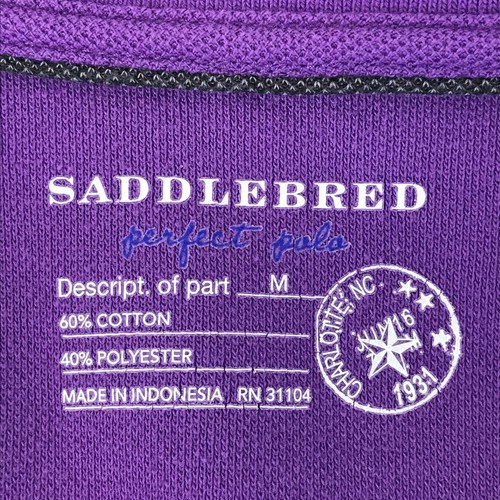 SADDLEBRED
perfect polo
Descript. of part M
60% COTTON
40% POLYESTER
MADE IN INDONESIA RN 31104
CHARLOTTE, NC
1931